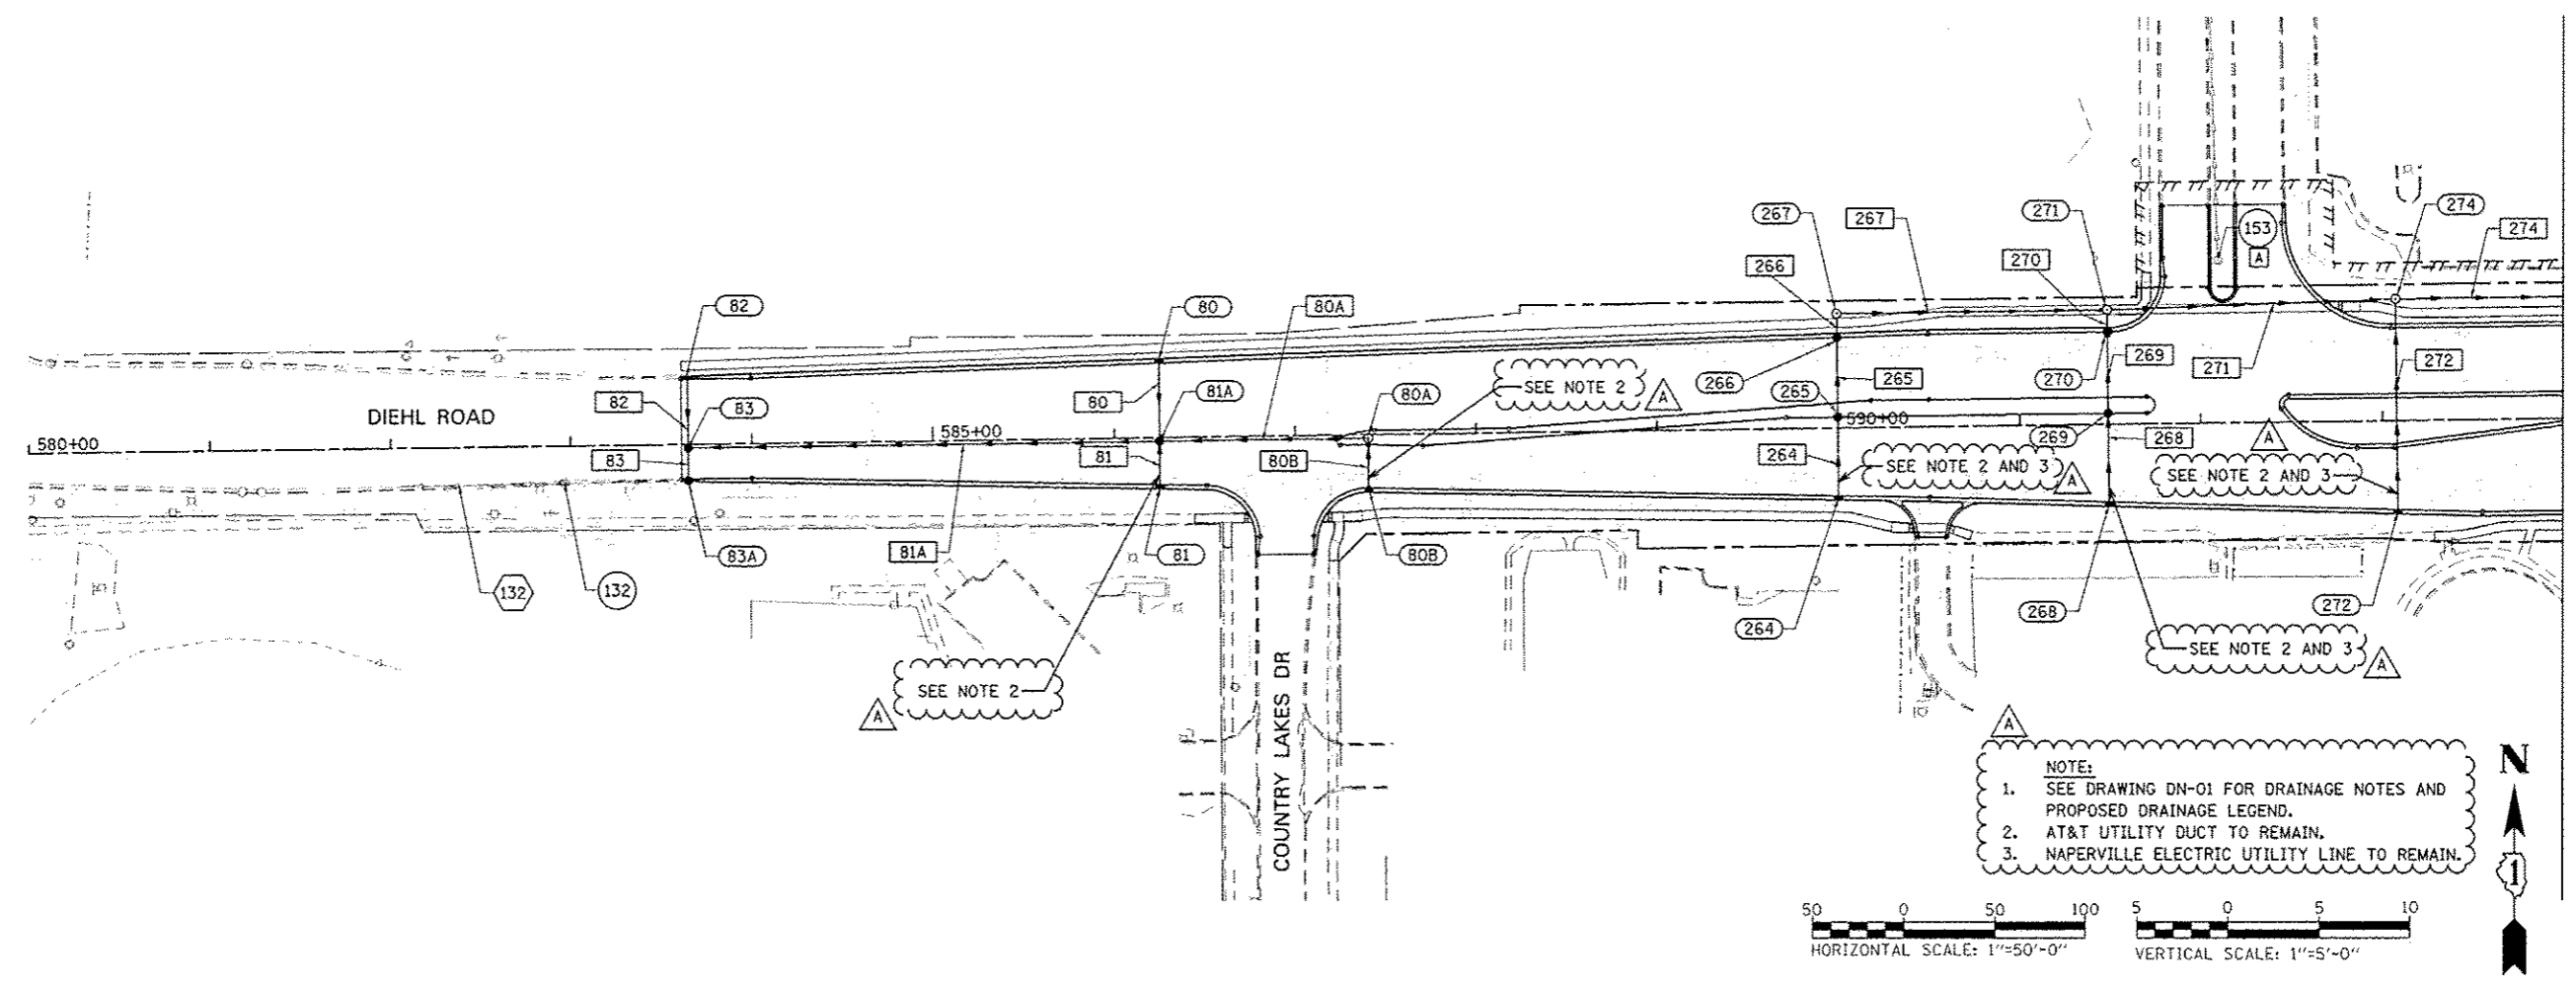 153
A
267
267
271
274
274
266
270
82
80
80A
269
272
271
SEE NOTE 2
A
266
265
270
80A
82
83
80
81A
265
DIEHL ROAD
580+00
585+00
590+00
269
268
A
83
81
80B
264
SEE NOTE 2 AND 3
A
SEE NOTE 2 AND 3
81A
83A
81
80B
132
132
264
268
272
SEE NOTE 2
A
SEE NOTE 2 AND 3
A
COUNTRY LAKES DR
A
NOTE:
1. SEE DRAWING DN-01 FOR DRAINAGE NOTES AND
PROPOSED DRAINAGE LEGEND.
2. AT&T UTILITY DUCT TO REMAIN.
3. NAPERVILLE ELECTRIC UTILITY LINE TO REMAIN.
N
1
50 0 50 100
HORIZONTAL SCALE: 1"=50'-0"
5 0 5 10
VERTICAL SCALE: 1"=5'-0"